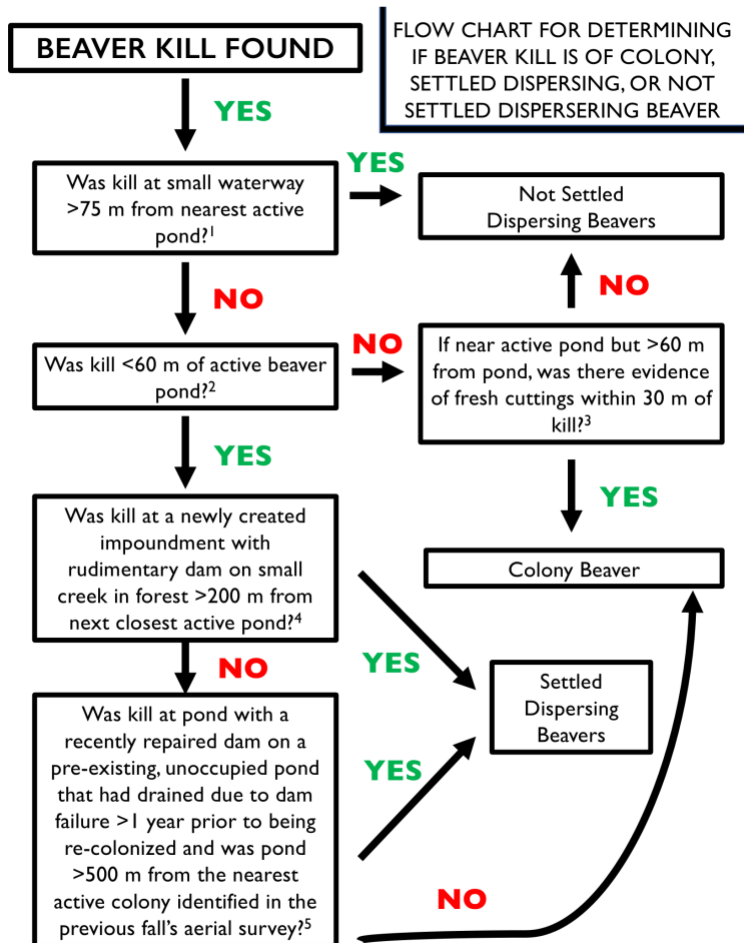 BEAVER KILL FOUND
FLOW CHART FOR DETERMINING
IF BEAVER KILL IS OF COLONY,
SETTLED DISPERSING, OR NOT
SETTLED DISPERSERING BEAVER
YES
Was kill at small waterway
>75 m from nearest active
pond?¹
YES
Not Settled
Dispersing Beavers
NO
NO
Was kill <60 m of active beaver
pond?²
NO
If near active pond but >60 m
from pond, was there evidence
of fresh cuttings within 30 m of
kill?³
YES
YES
Was kill at a newly created
impoundment with
rudimentary dam on small
creek in forest >200 m from
next closest active pond?⁴
Colony Beaver
NO
YES
Settled
Dispersing
Beavers
Was kill at pond with a
recently repaired dam on a
pre-existing, unoccupied pond
that had drained due to dam
failure >1 year prior to being
re-colonized and was pond
>500 m from the nearest
active colony identified in the
previous fall's aerial survey?⁵
YES
NO